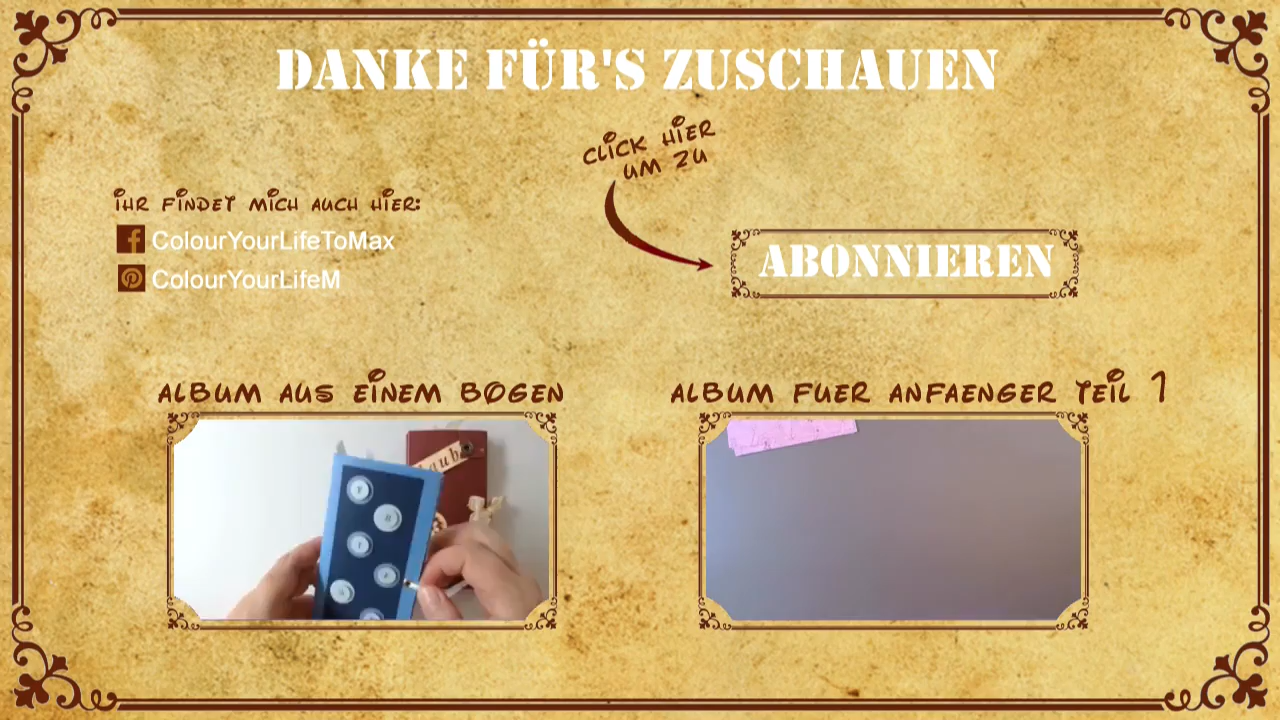 DANKE FÜR'S ZUSCHAUEN
CLICK HIER
UM ZU
IHR FINDET MICH AUCH HIER:
ColourYourLifeToMax
ColourYourLifeM
ABONNIEREN
ALBUM AUS EINEM BOGEN
ALBUM FUER ANFAENGER TEIL 1